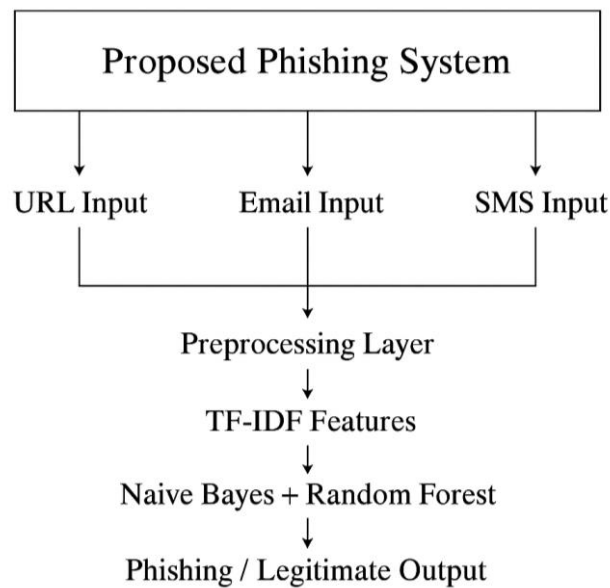 Proposed Phishing System
URL Input
Email Input
SMS Input
Preprocessing Layer
TF-IDF Features
Naive Bayes + Random Forest
Phishing / Legitimate Output